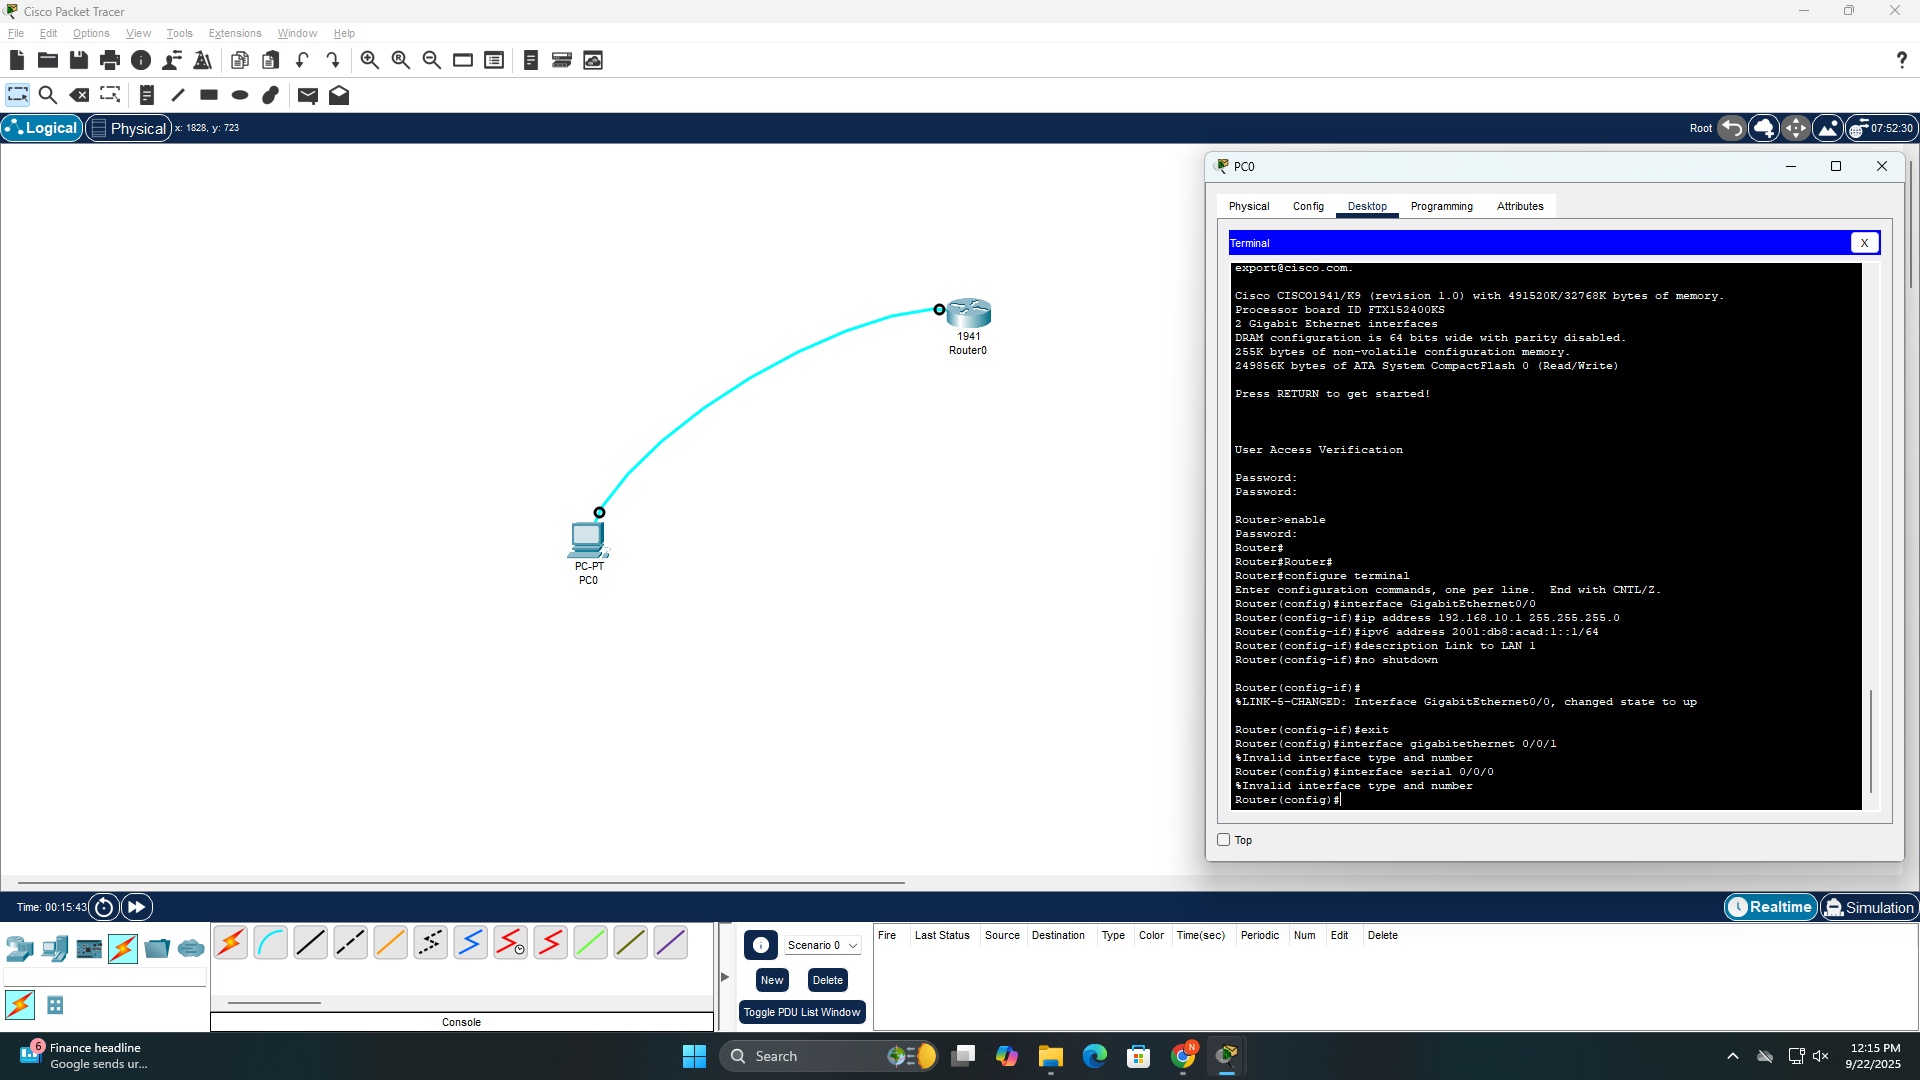 Cisco Packet Tracer
File Edit Options View Tools Extensions Window Help
?
Logical Physical x: 1828, y: 723
Root 07:52:30
PC0
Physical Config Desktop Programming Attributes
Terminal X
export@cisco.com.
Cisco CISCO1941/K9 (revision 1.0) with 491520K/32768K bytes of memory.
Processor board ID FTX152400KS
2 Gigabit Ethernet interfaces
DRAM configuration is 64 bits wide with parity disabled.
255K bytes of non-volatile configuration memory.
249856K bytes of ATA System CompactFlash 0 (Read/Write)
Press RETURN to get started!
User Access Verification
Password:
Password:
Router>enable
Password:
Router#
Router#Router#
Router#configure terminal
Enter configuration commands, one per line.  End with CNTL/Z.
Router(config)#interface GigabitEthernet0/0
Router(config-if)#ip address 192.168.10.1 255.255.255.0
Router(config-if)#ipv6 address 2001:db8:acad:1::1/64
Router(config-if)#description Link to LAN 1
Router(config-if)#no shutdown
Router(config-if)#
%LINK-5-CHANGED: Interface GigabitEthernet0/0, changed state to up
Router(config-if)#exit
Router(config)#interface gigabitethernet 0/0/1
%Invalid interface type and number
Router(config)#interface serial 0/0/0
%Invalid interface type and number
Router(config)#
Top
1941
Router0
PC-PT
PC0
Time: 00:15:43
Realtime Simulation
Console
Scenario 0
New Delete
Toggle PDU List Window
Fire Last Status Source Destination Type Color Time(sec) Periodic Num Edit Delete
6
Finance headline
Google sends ur...
Search
N
12:15 PM
9/22/2025